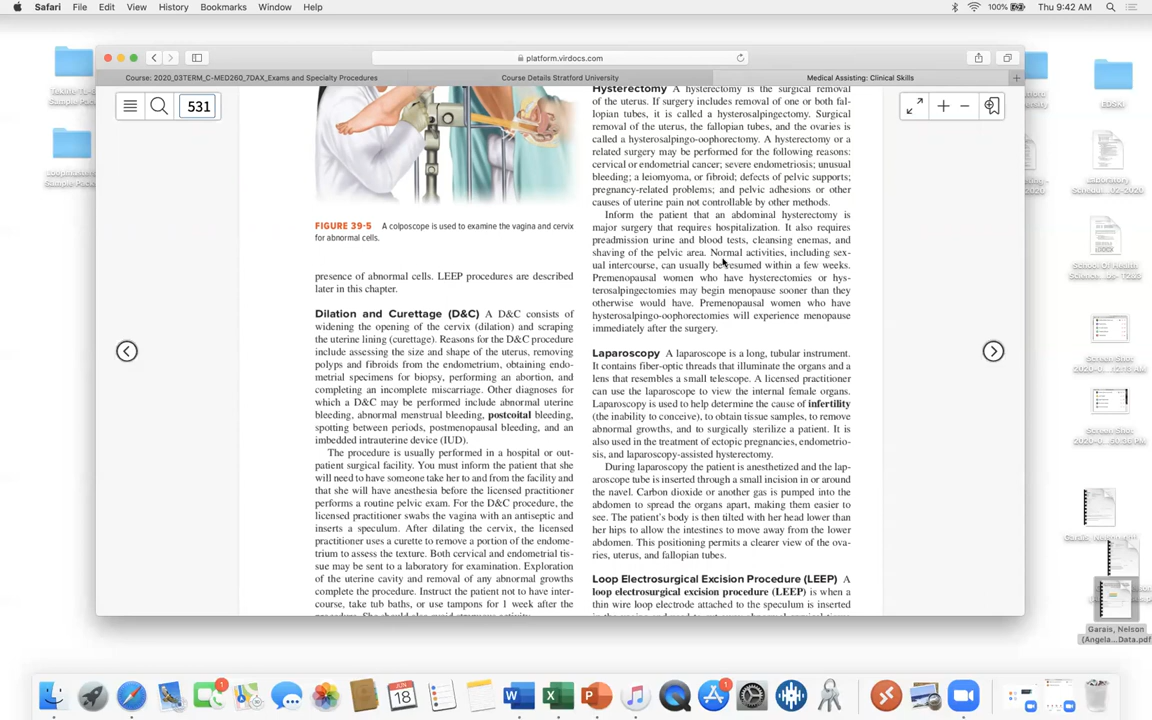 Safari File Edit View History Bookmarks Window Help
100% Thu 9:42 AM
platform.virdocs.com
Course: 2020_03TERM_C-MED260_7DAX_Exams and Specialty Procedures
Course Details Stratford University
Medical Assisting: Clinical Skills
531
FIGURE 39-5 A colposcope is used to examine the vagina and cervix
for abnormal cells.
presence of abnormal cells. LEEP procedures are described
later in this chapter.
Dilation and Curettage (D&C) A D&C consists of
widening the opening of the cervix (dilation) and scraping
the uterine lining (curettage). Reasons for the D&C procedure
include assessing the size and shape of the uterus, removing
polyps and fibroids from the endometrium, obtaining endo-
metrial specimens for biopsy, performing an abortion, and
completing an incomplete miscarriage. Other diagnoses for
which a D&C may be performed include abnormal uterine
bleeding, abnormal menstrual bleeding, postcoital bleeding,
spotting between periods, postmenopausal bleeding, and an
imbedded intrauterine device (IUD).
The procedure is usually performed in a hospital or out-
patient surgical facility. You must inform the patient that she
will need to have someone take her to and from the facility and
that she will have anesthesia before the licensed practitioner
performs a routine pelvic exam. For the D&C procedure, the
licensed practitioner swabs the vagina with an antiseptic and
inserts a speculum. After dilating the cervix, the licensed
practitioner uses a curette to remove a portion of the endome-
trium to assess the texture. Both cervical and endometrial tis-
sue may be sent to a laboratory for examination. Exploration
of the uterine cavity and removal of any abnormal growths
complete the procedure. Instruct the patient not to have inter-
course, take tub baths, or use tampons for 1 week after the
Hysterectomy A hysterectomy is the surgical removal
of the uterus. If surgery includes removal of one or both fal-
lopian tubes, it is called a hysterosalpingectomy. Surgical
removal of the uterus, the fallopian tubes, and the ovaries is
called a hysterosalpingo-oophorectomy. A hysterectomy or a
related surgery may be performed for the following reasons:
cervical or endometrial cancer; severe endometriosis; unusual
bleeding; a leiomyoma, or fibroid; defects of pelvic supports;
pregnancy-related problems; and pelvic adhesions or other
causes of uterine pain not controllable by other methods.
Inform the patient that an abdominal hysterectomy is
major surgery that requires hospitalization. It also requires
preadmission urine and blood tests, cleansing enemas, and
shaving of the pelvic area. Normal activities, including sex-
ual intercourse, can usually be resumed within a few weeks.
Premenopausal women who have hysterectomies or hys-
terosalpingectomies may begin menopause sooner than they
otherwise would have. Premenopausal women who have
hysterosalpingo-oophorectomies will experience menopause
immediately after the surgery.
Laparoscopy A laparoscope is a long, tubular instrument.
It contains fiber-optic threads that illuminate the organs and a
lens that resembles a small telescope. A licensed practitioner
can use the laparoscope to view the internal female organs.
Laparoscopy is used to help determine the cause of infertility
(the inability to conceive), to obtain tissue samples, to remove
abnormal growths, and to surgically sterilize a patient. It is
also used in the treatment of ectopic pregnancies, endometrio-
sis, and laparoscopy-assisted hysterectomy.
During laparoscopy the patient is anesthetized and the lap-
aroscope tube is inserted through a small incision in or around
the navel. Carbon dioxide or another gas is pumped into the
abdomen to spread the organs apart, making them easier to
see. The patient's body is then tilted with her head lower than
her hips to allow the intestines to move away from the lower
abdomen. This positioning permits a clearer view of the ova-
ries, uterus, and fallopian tubes.
Loop Electrosurgical Excision Procedure (LEEP) A
loop electrosurgical excision procedure (LEEP) is when a
thin wire loop electrode attached to the speculum is inserted
EDSKI
Screen Shot
Screen Shot
Garais, Nelson
(Angela...Data.pdf
JUN
18
1
1